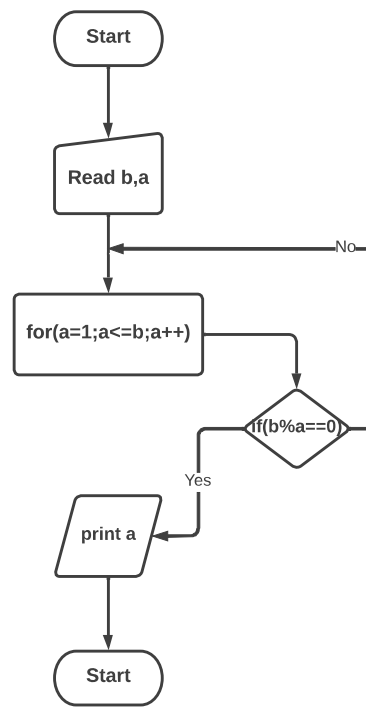 Start
Read b,a
No
for(a=1;a<=b;a++)
if(b%a==0)
Yes
print a
Start